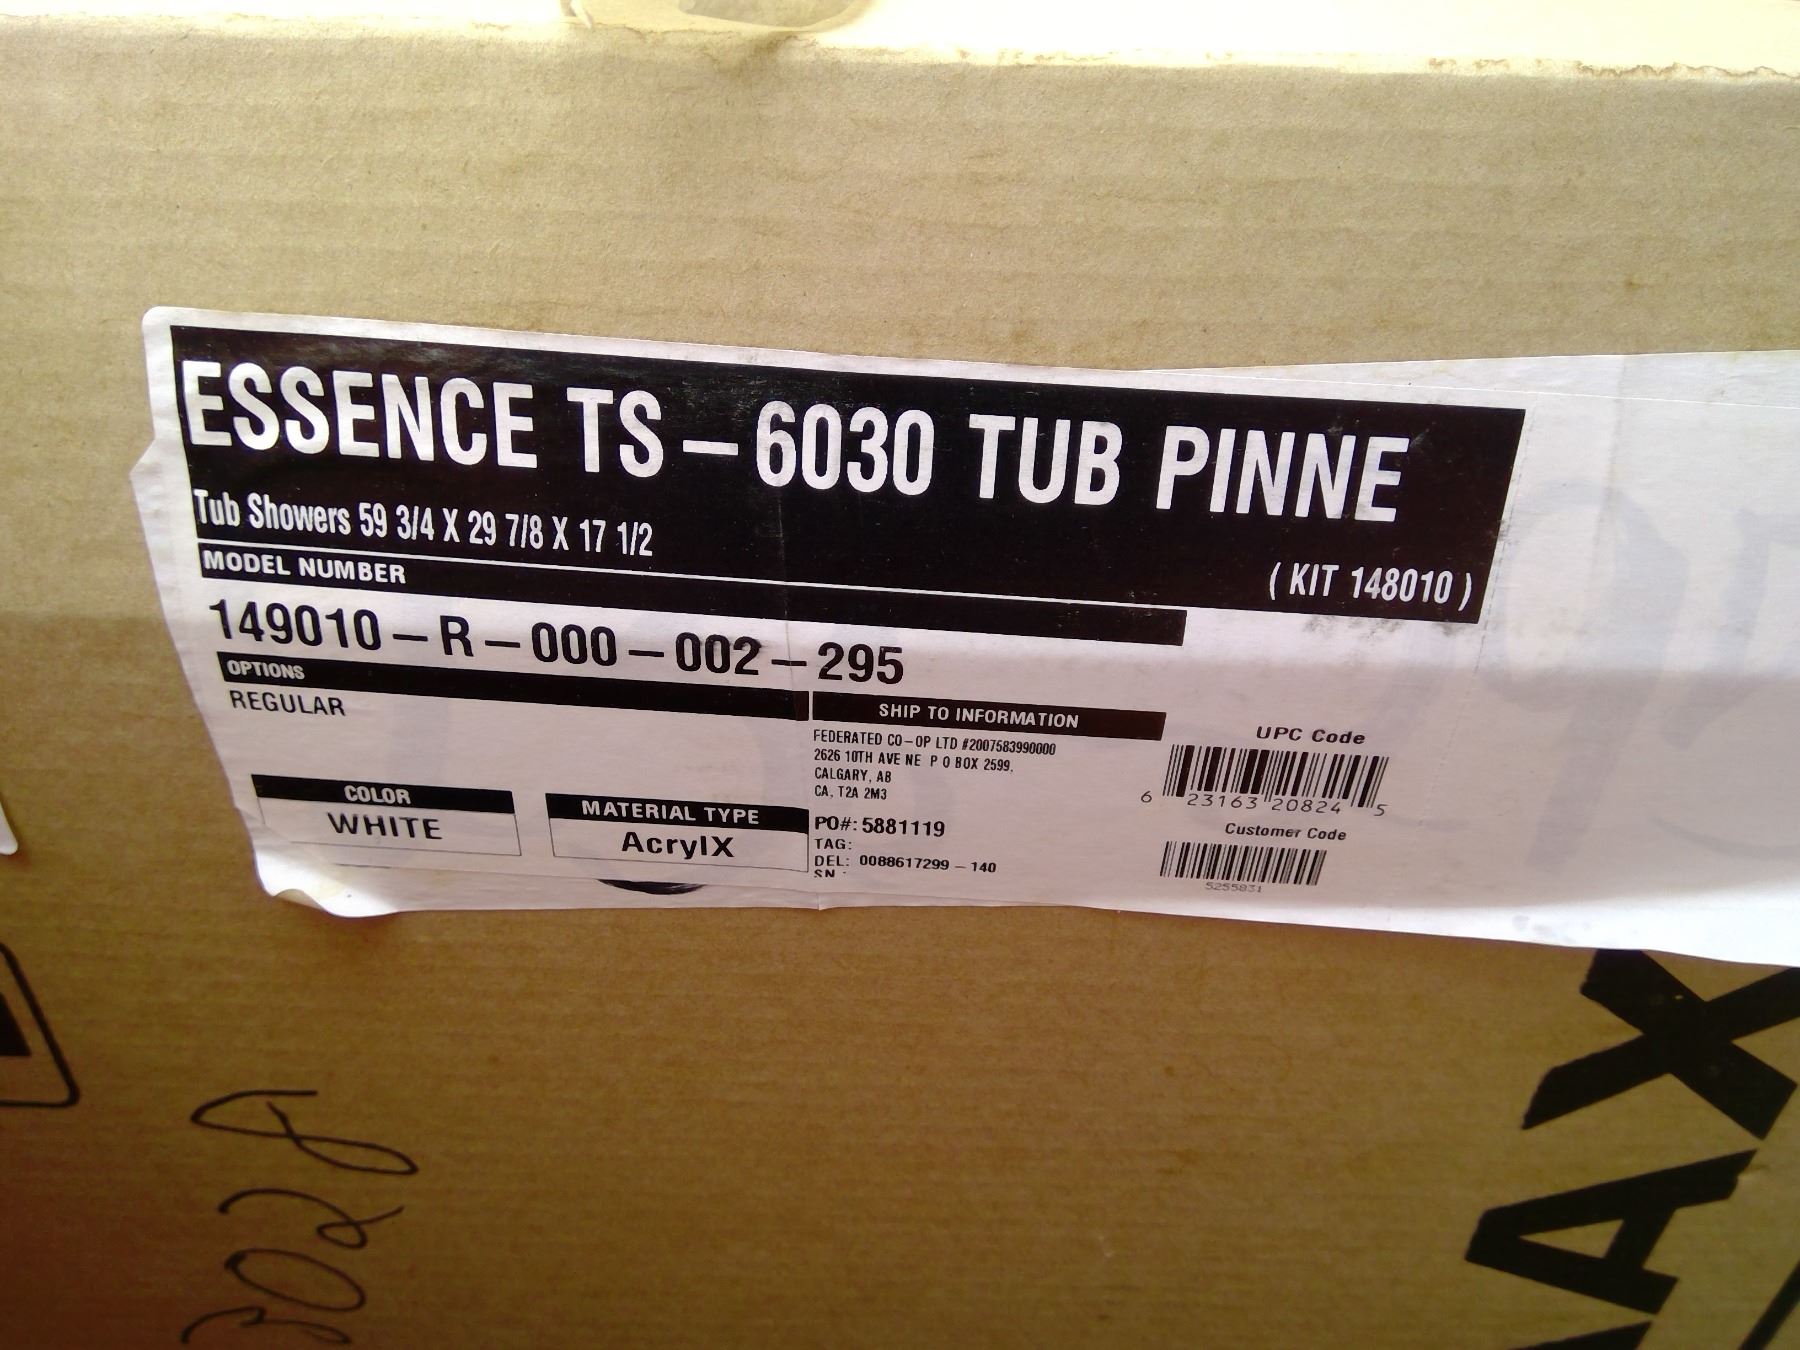 ESSENCE TS - 6030 TUB PINNE
Tub Showers 59 3/4 X 29 7/8 X 17 1/2
( KIT 148010 )
MODEL NUMBER
149010 - R - 000 - 002 - 295
OPTIONS
REGULAR
COLOR
WHITE
MATERIAL TYPE
AcrylX
SHIP TO INFORMATION
FEDERATED CO-OP LTD #2007583990000
2626 10TH AVE NE P O BOX 2599,
CALGARY, AB
CA, T2A 2M3
PO#: 5881119
TAG:
DEL: 0088617299 - 140
SN :
UPC Code
6 23163 20824 5
Customer Code
5255831
AX